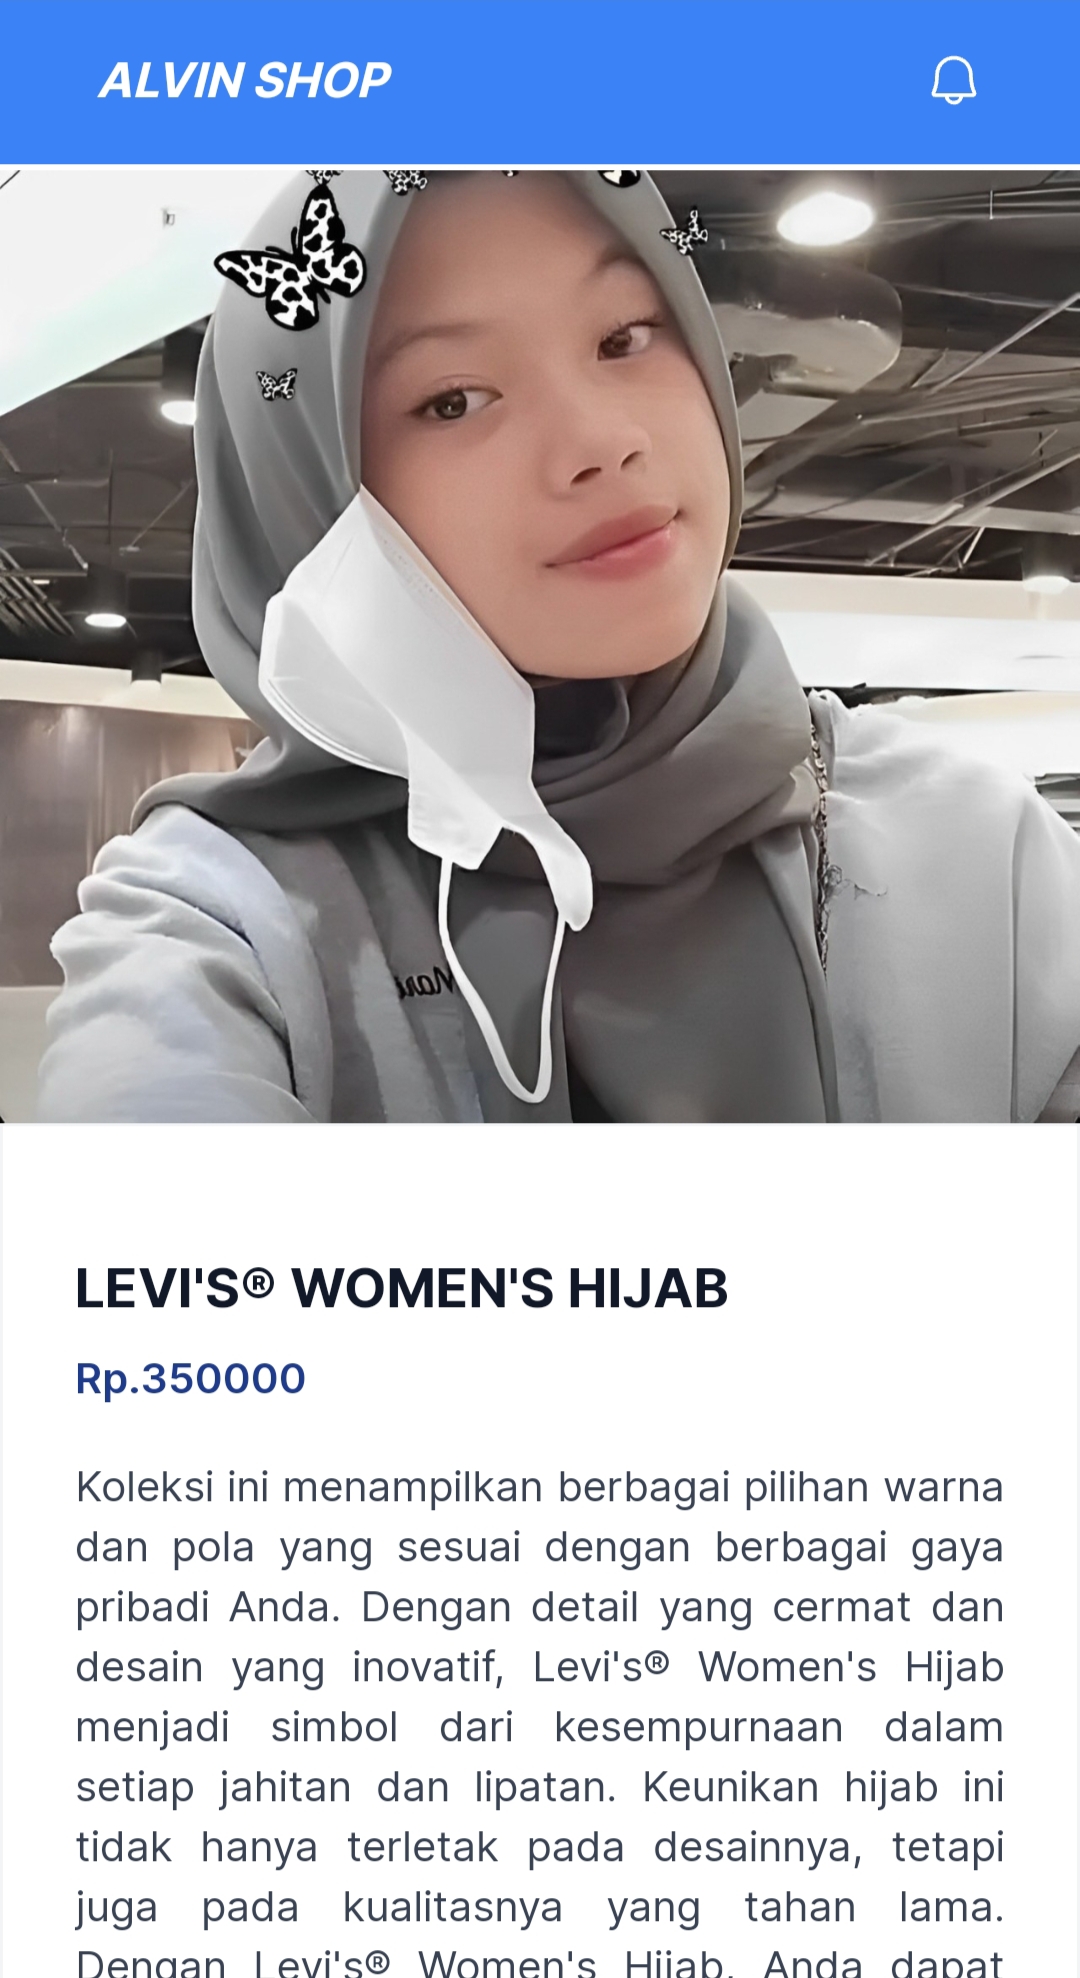 ALVIN SHOP
LEVI'S® WOMEN'S HIJAB
Rp.350000
Koleksi ini menampilkan berbagai pilihan warna
dan pola yang sesuai dengan berbagai gaya
pribadi Anda. Dengan detail yang cermat dan
desain yang inovatif, Levi's® Women's Hijab
menjadi simbol dari kesempurnaan dalam
setiap jahitan dan lipatan. Keunikan hijab ini
tidak hanya terletak pada desainnya, tetapi
juga pada kualitasnya yang tahan lama.
Dengan Levi's® Women's Hijab, Anda dapat